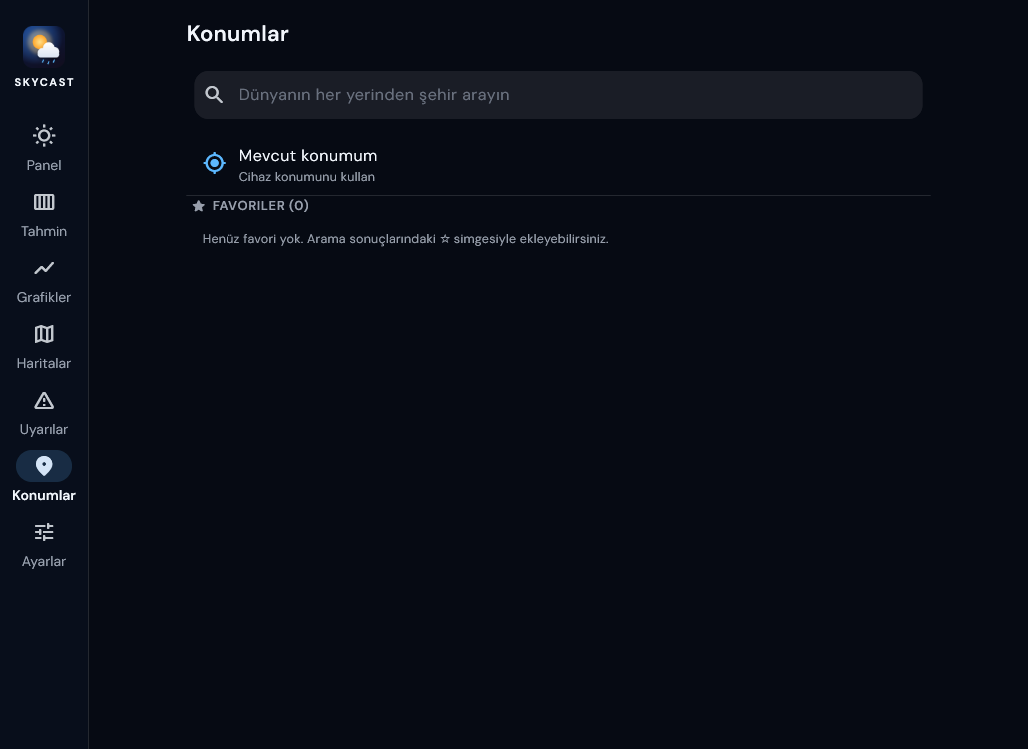 SKYCAST
Panel
Tahmin
Grafikler
Haritalar
Uyarılar
Konumlar
Ayarlar
Konumlar
Dünyanın her yerinden şehir arayın
Mevcut konumum
Cihaz konumunu kullan
FAVORILER (0)
Henüz favori yok. Arama sonuçlarındaki ☆ simgesiyle ekleyebilirsiniz.